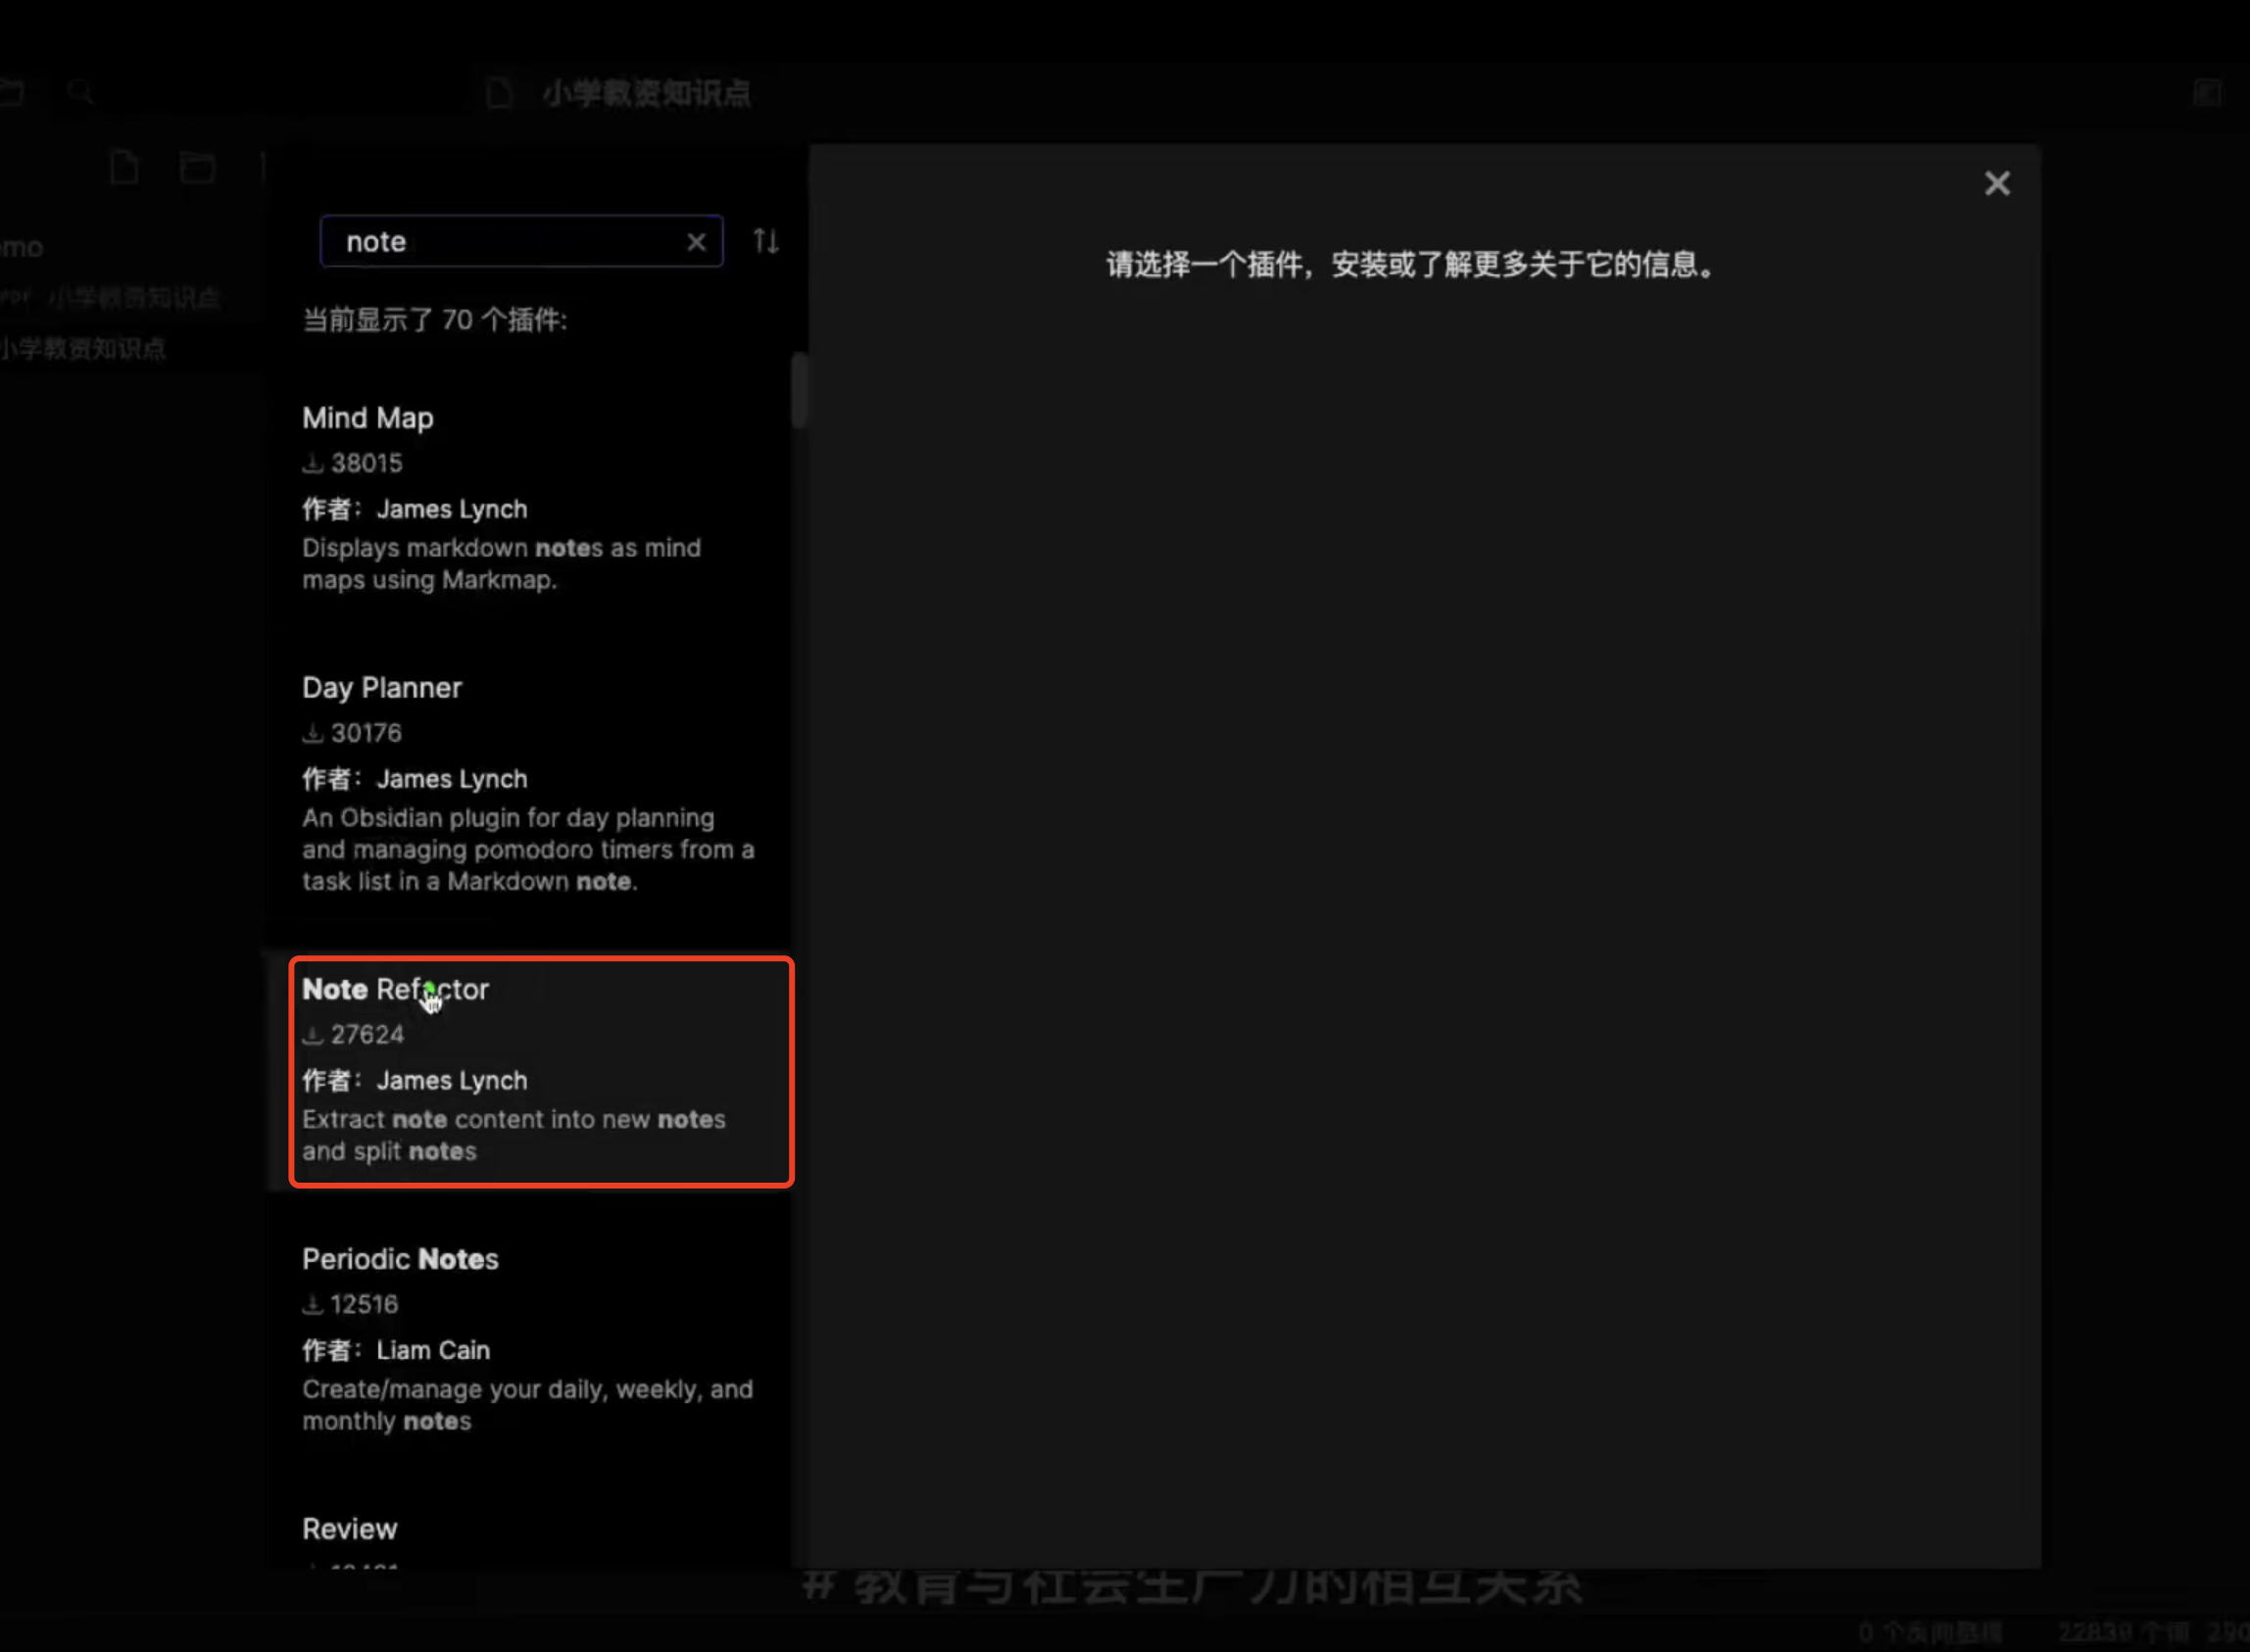 小学教资知识点
note
请选择一个插件，安装或了解更多关于它的信息。
小学教资知识点
当前显示了 70 个插件:
小学教资知识点
Mind Map
38015
作者：James Lynch
Displays markdown notes as mind
maps using Markmap.
Day Planner
30176
作者：James Lynch
An Obsidian plugin for day planning
and managing pomodoro timers from a
task list in a Markdown note.
Note Refactor
27624
作者：James Lynch
Extract note content into new notes
and split notes
Periodic Notes
12516
作者：Liam Cain
Create/manage your daily, weekly, and
monthly notes
Review
# 教育与社会生产力的相互关系